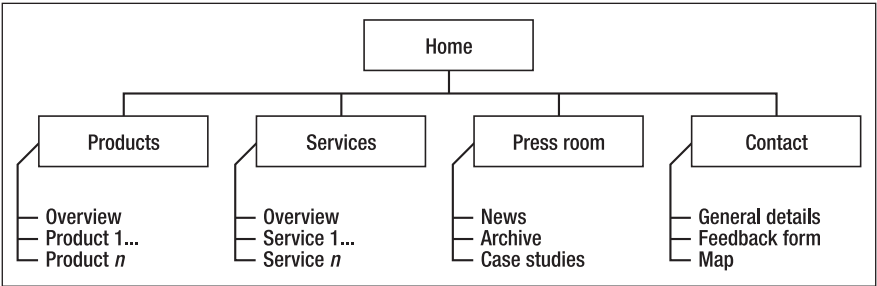 Home
Products
Services
Press room
Contact
Overview
Product 1...
Product n
Overview
Service 1...
Service n
News
Archive
Case studies
General details
Feedback form
Map